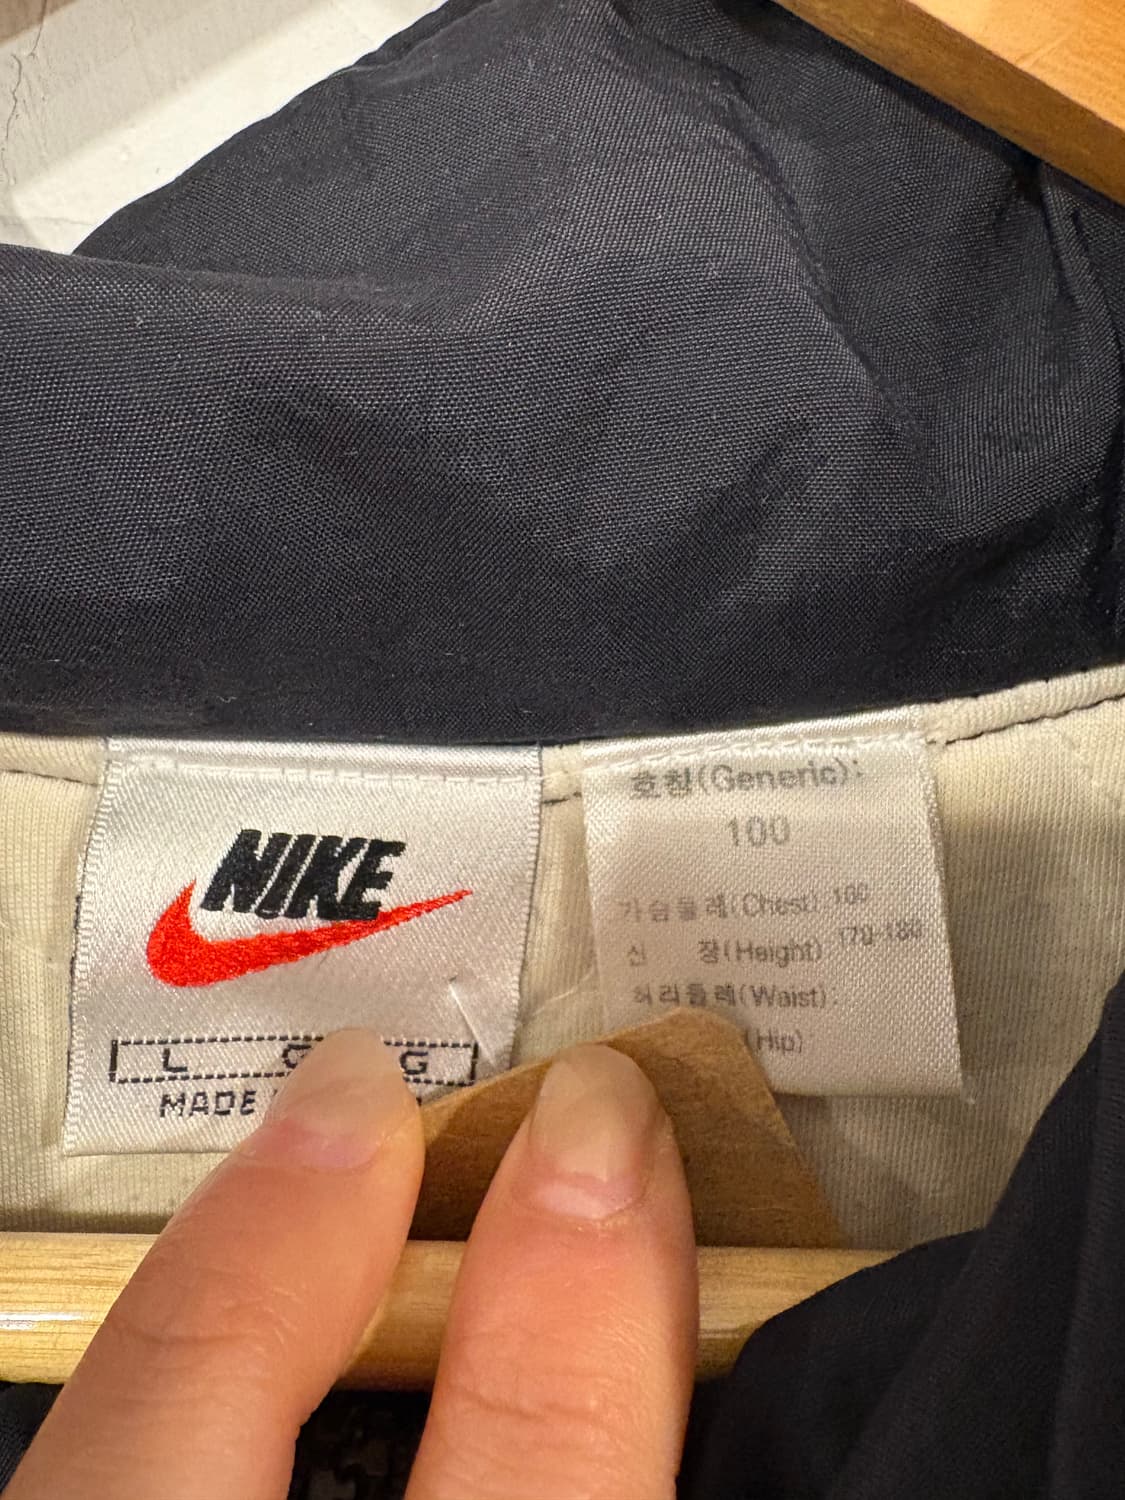 NIKE
L G G
MADE
호칭(Generic):
100
가슴둘레(Chest) 100
신 장(Height) 170-180
허리둘레(Waist):
(Hip)